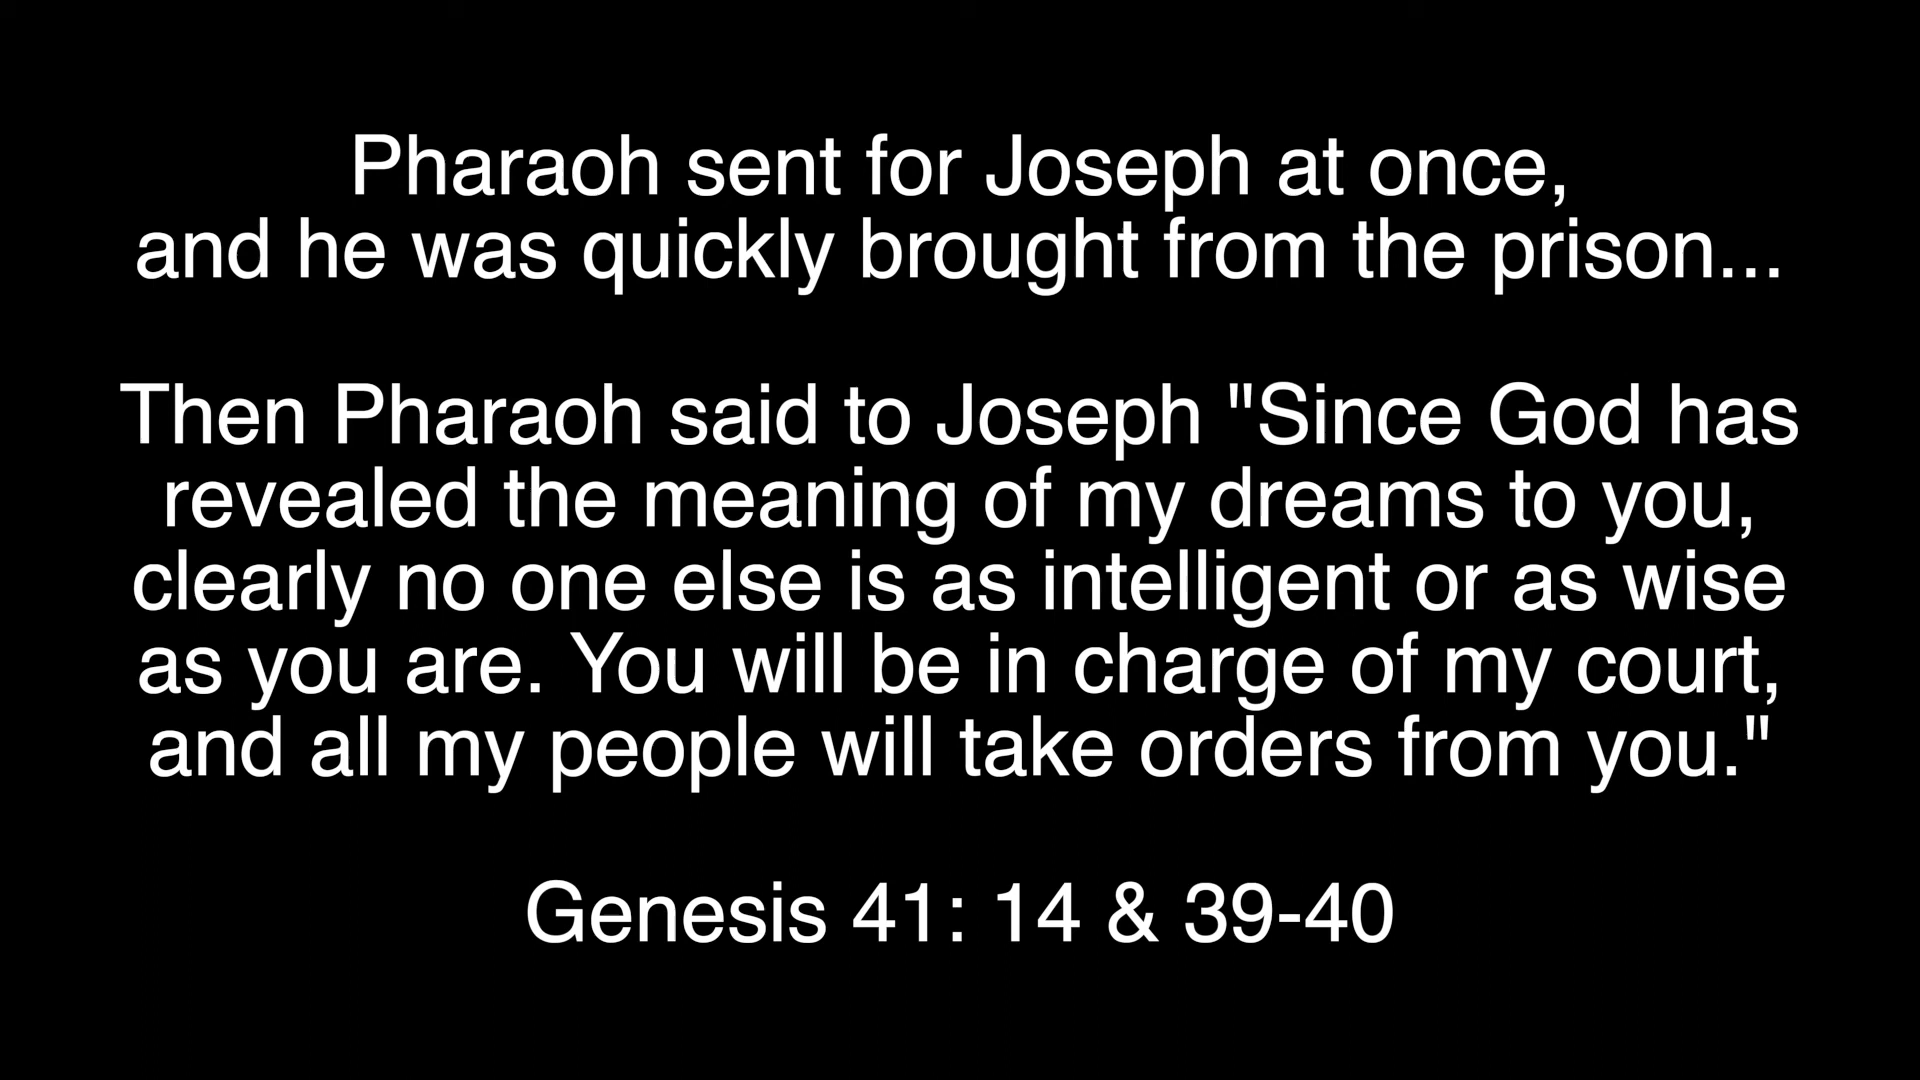 Pharaoh sent for Joseph at once,
and he was quickly brought from the prison...
Then Pharaoh said to Joseph "Since God has
revealed the meaning of my dreams to you,
clearly no one else is as intelligent or as wise
as you are. You will be in charge of my court,
and all my people will take orders from you."
Genesis 41: 14 & 39-40